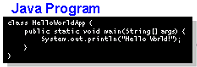 Java Program
class HelloWorldApp {
public static void main(String[] args) {
System.out.println("Hello World!");
}
}